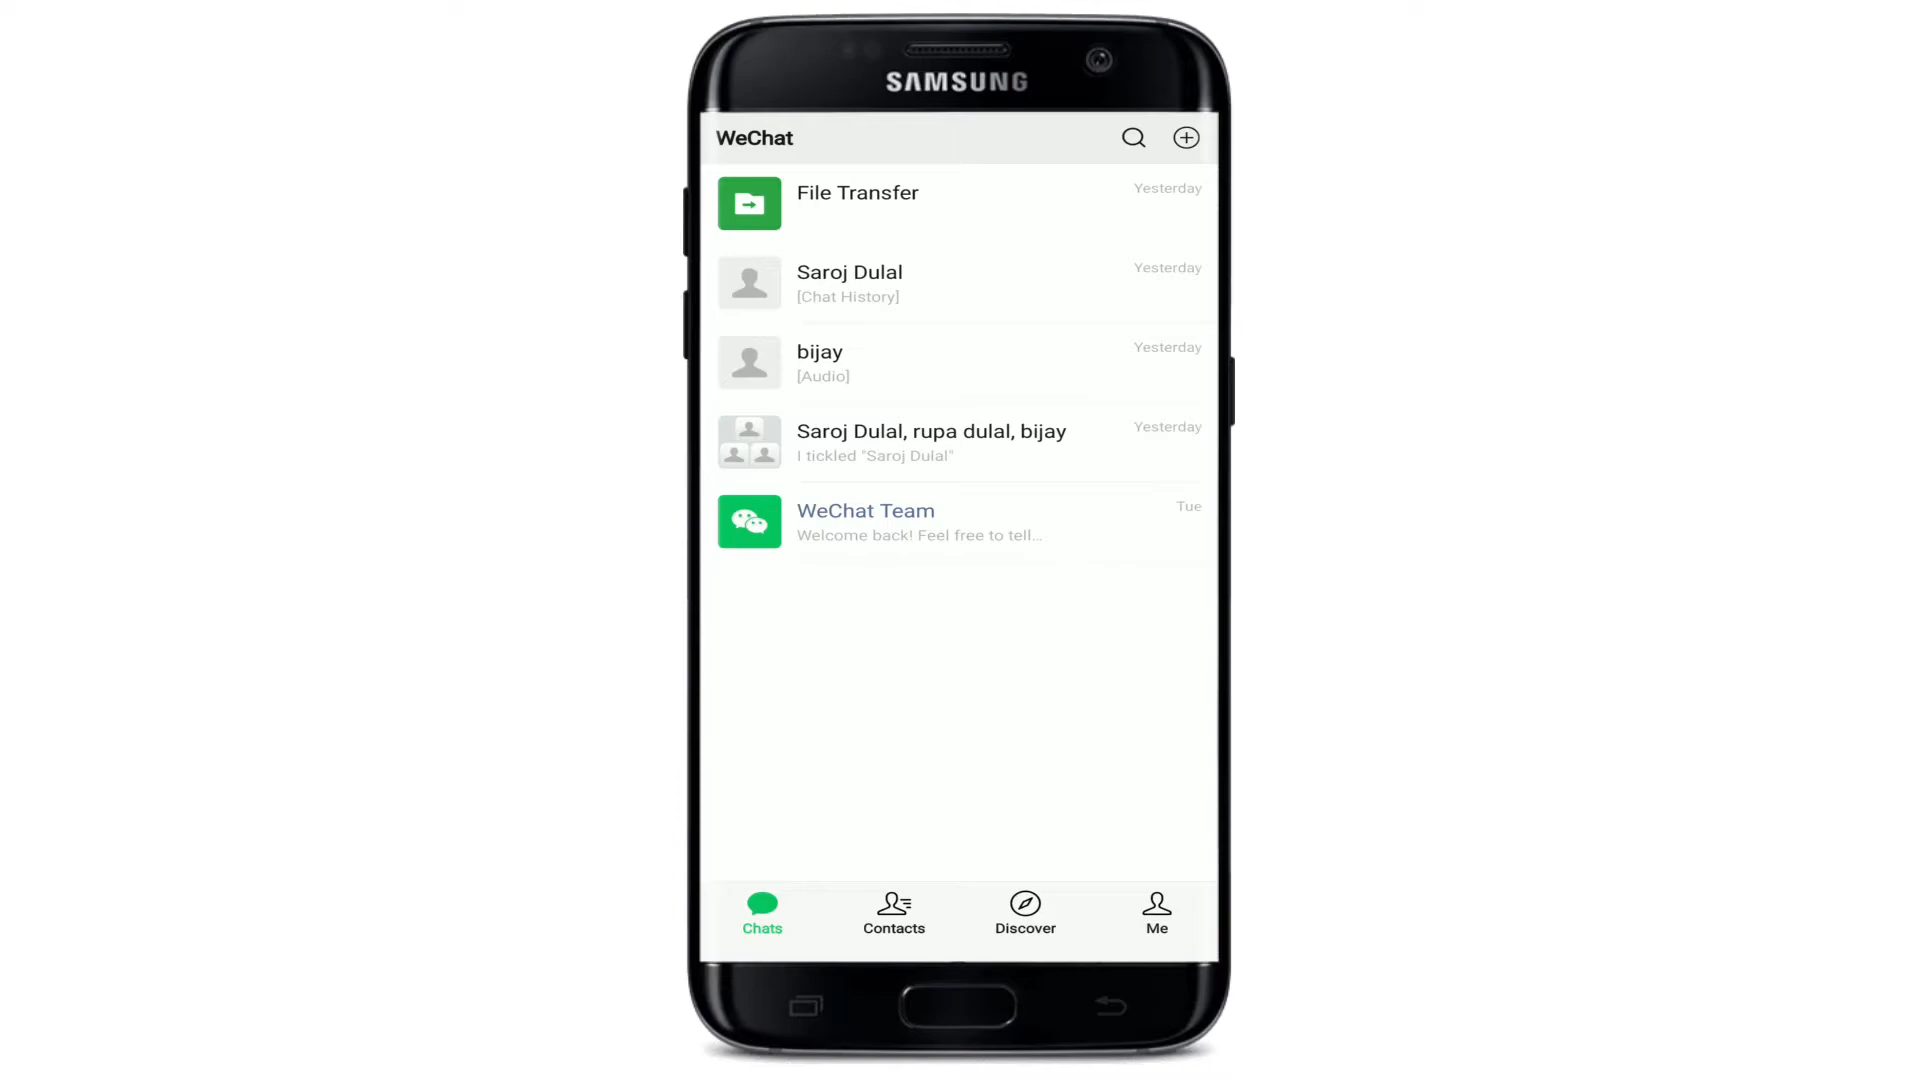 SAMSUNG
WeChat
File Transfer
Yesterday
Saroj Dulal
Yesterday
[Chat History]
bijay
Yesterday
[Audio]
Saroj Dulal, rupa dulal, bijay
Yesterday
I tickled "Saroj Dulal"
WeChat Team
Tue
Welcome back! Feel free to tell...
Chats
Contacts
Discover
Me